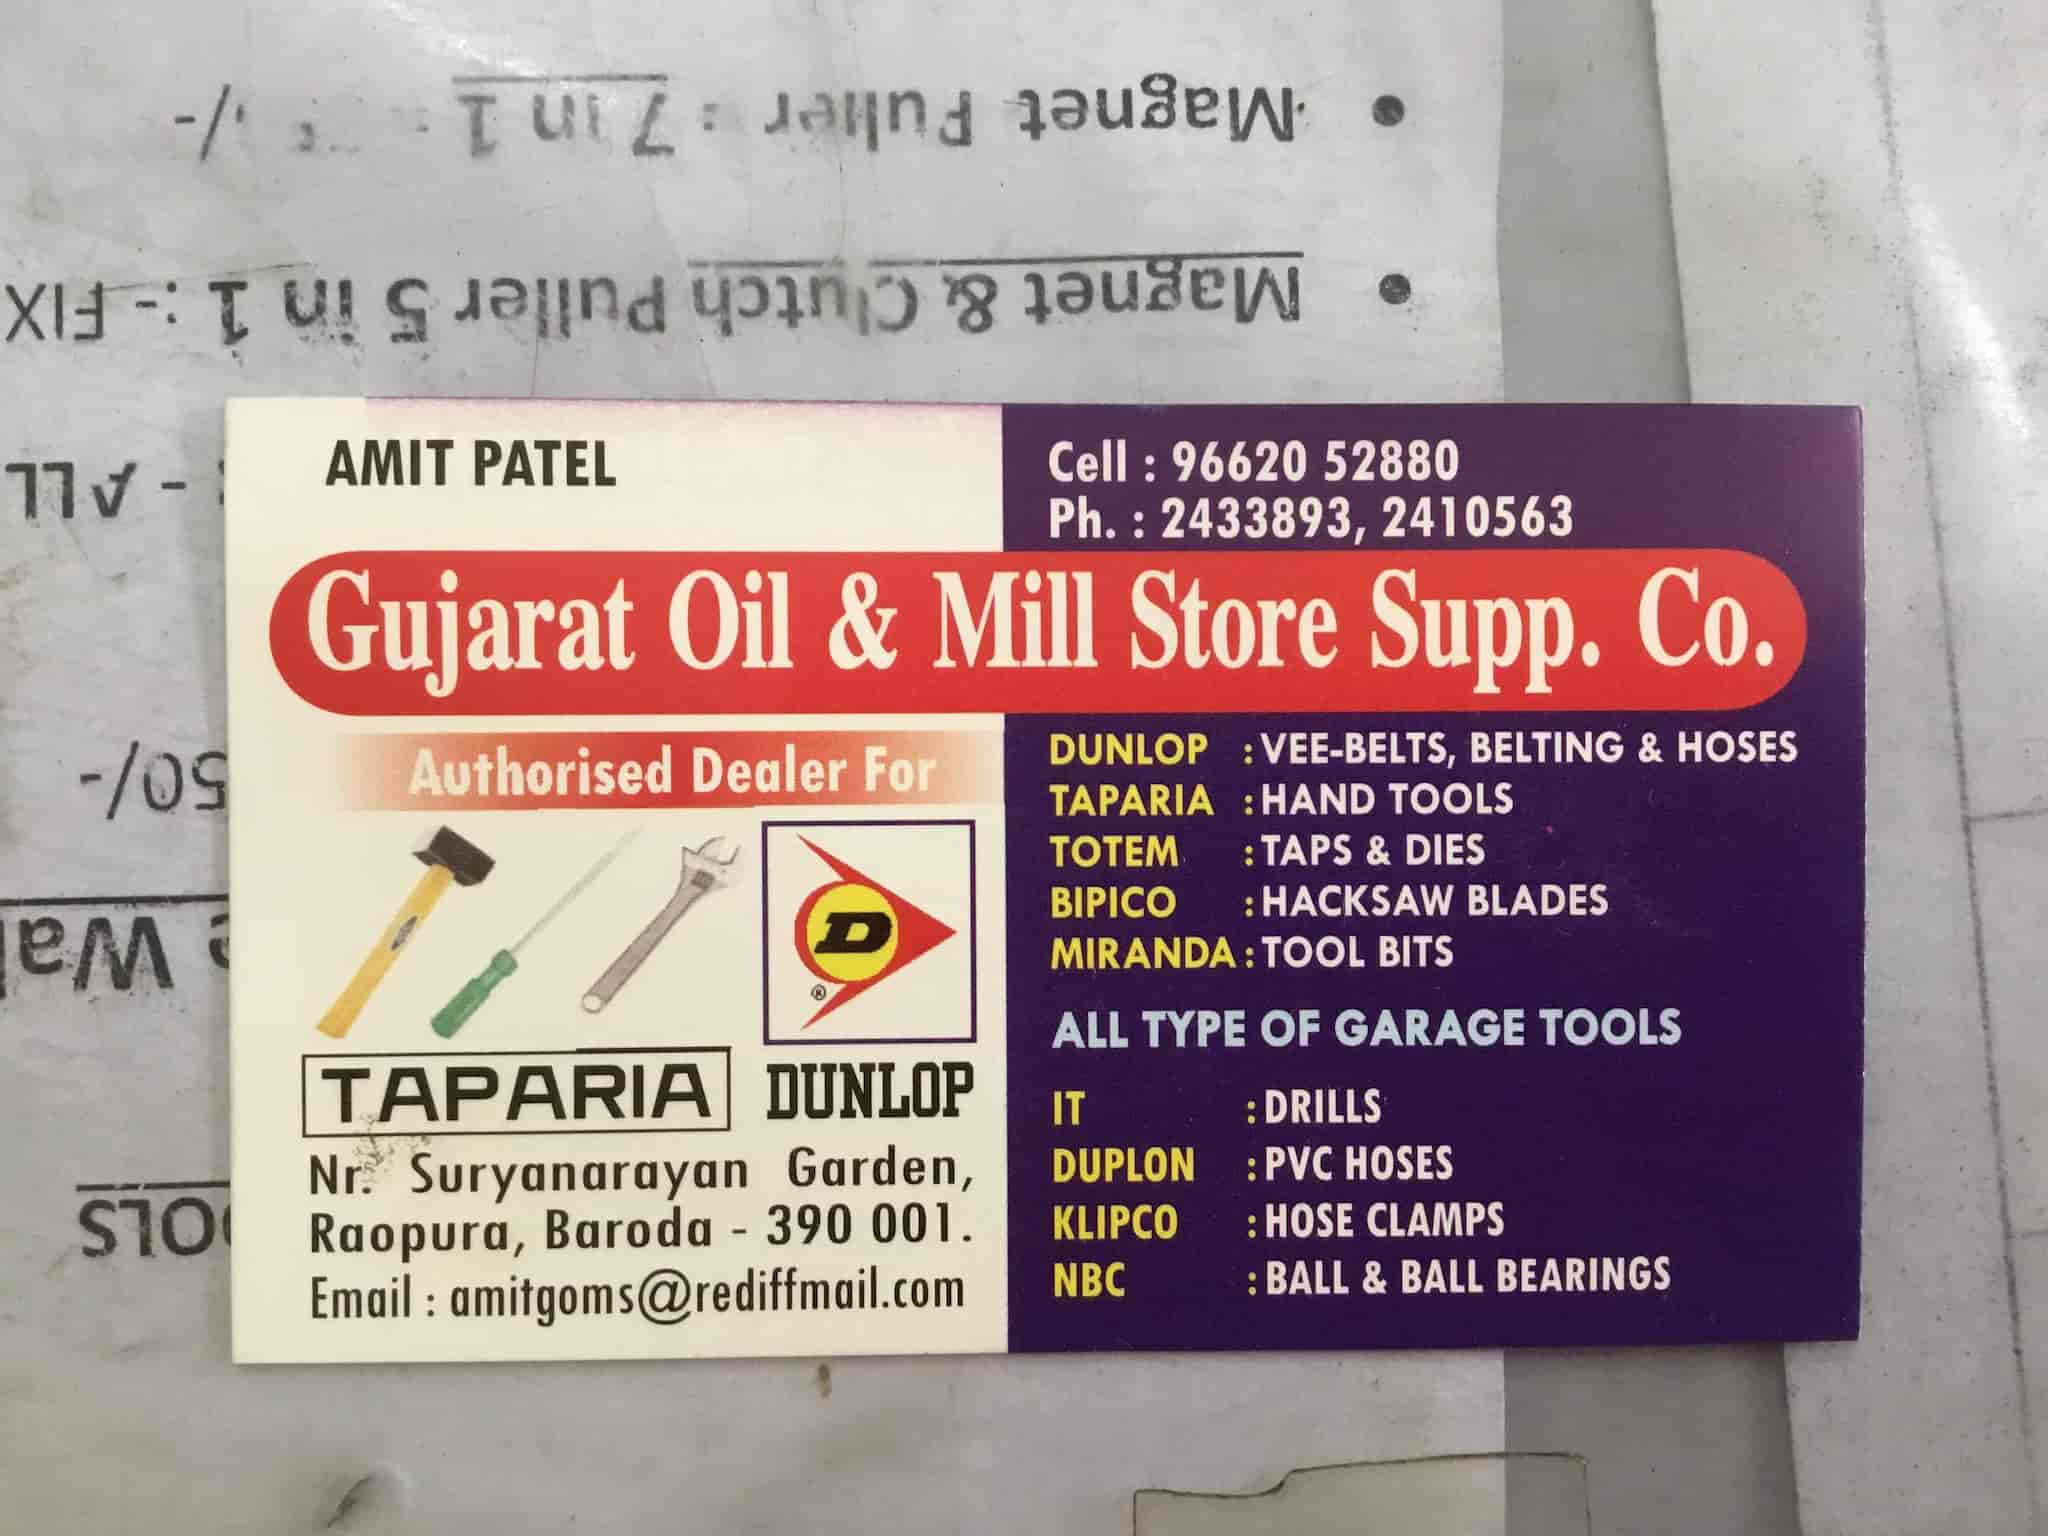 AMIT PATEL
Cell : 96620 52880
Ph. : 2433893, 2410563
Gujarat Oil & Mill Store Supp. Co.
Authorised Dealer For
D
®
TAPARIA
DUNLOP
Nr. Suryanarayan Garden,
Raopura, Baroda - 390 001.
Email : amitgoms@rediffmail.com
DUNLOP : VEE-BELTS, BELTING & HOSES
TAPARIA : HAND TOOLS
TOTEM : TAPS & DIES
BIPICO : HACKSAW BLADES
MIRANDA : TOOL BITS
ALL TYPE OF GARAGE TOOLS
IT : DRILLS
DUPLON : PVC HOSES
KLIPCO : HOSE CLAMPS
NBC : BALL & BALL BEARINGS
• Magnet & Clutch Puller 5 in 1 :- FIX
• Magnet Puller : 7 in 1
- ALL
50/-
OOLS